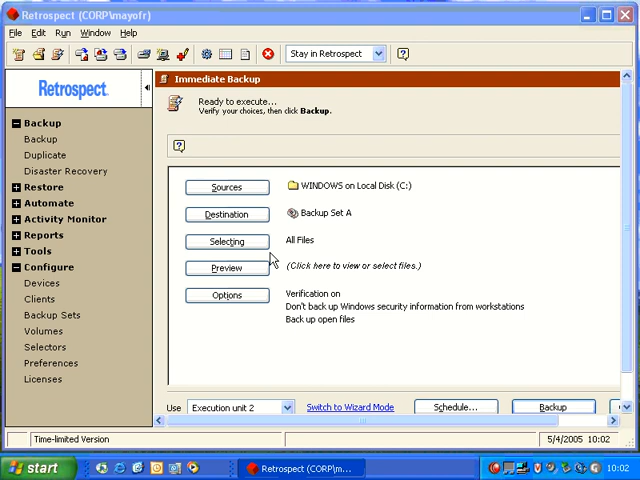 Retrospect (CORP\mayofr)
File Edit Run Window Help
Stay in Retrospect
Retrospect
Immediate Backup
Ready to execute...
Verify your choices, then click Backup.
Backup
Backup
Duplicate
Disaster Recovery
Restore
Automate
Activity Monitor
Reports
Tools
Configure
Devices
Clients
Backup Sets
Volumes
Selectors
Preferences
Licenses
Sources WINDOWS on Local Disk (C:)
Destination Backup Set A
Selecting All Files
Preview (Click here to view or select files.)
Options Verification on
Don't back up Windows security information from workstations
Back up open files
Use Execution unit 2 Switch to Wizard Mode Schedule... Backup
Time-limited Version 5/4/2005 10:02
start Retrospect (CORP\m... 10:02